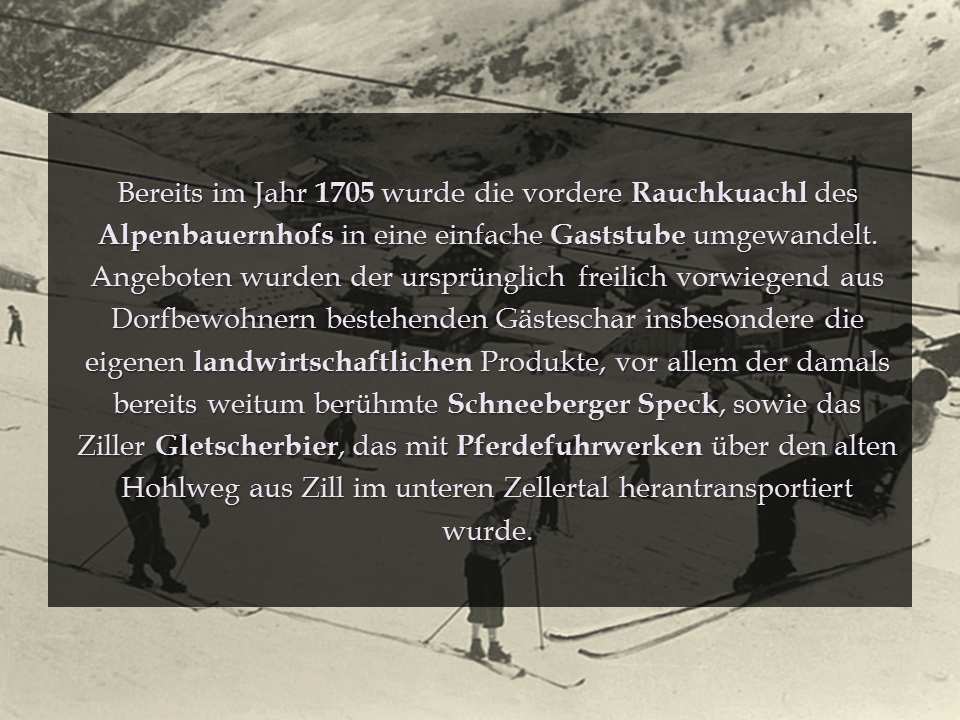 Bereits im Jahr 1705 wurde die vordere Rauchkuachl des
Alpenbauernhofs in eine einfache Gaststube umgewandelt.
Angeboten wurden der ursprünglich freilich vorwiegend aus
Dorfbewohnern bestehenden Gästeschar insbesondere die
eigenen landwirtschaftlichen Produkte, vor allem der damals
bereits weitum berühmte Schneeberger Speck, sowie das
Ziller Gletscherbier, das mit Pferdefuhrwerken über den alten
Hohlweg aus Zill im unteren Zellertal herantransportiert
wurde.